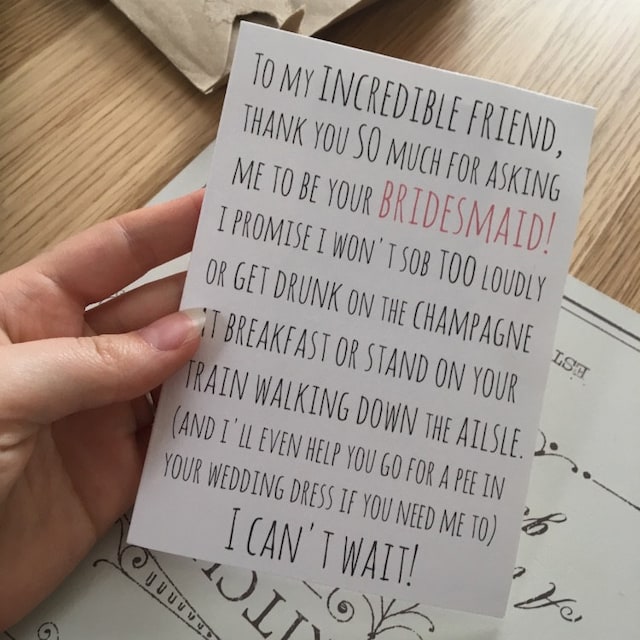 TO MY INCREDIBLE FRIEND,
THANK YOU SO MUCH FOR ASKING
ME TO BE YOUR BRIDESMAID!
I PROMISE I WON'T SOB TOO LOUDLY
OR GET DRUNK ON THE CHAMPAGNE
T BREAKFAST OR STAND ON YOUR
TRAIN WALKING DOWN THE AILSLE.
(AND I'LL EVEN HELP YOU GO FOR A PEE IN
YOUR WEDDING DRESS IF YOU NEED ME TO)
I CAN'T WAIT!